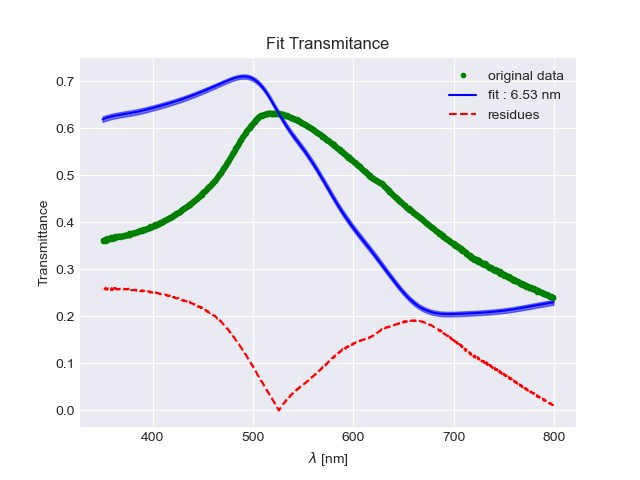 Fit Transmitance
original data
fit : 6.53 nm
residues
Transmittance
0.7
0.6
0.5
0.4
0.3
0.2
0.1
0.0
400 500 600 700 800
λ [nm]